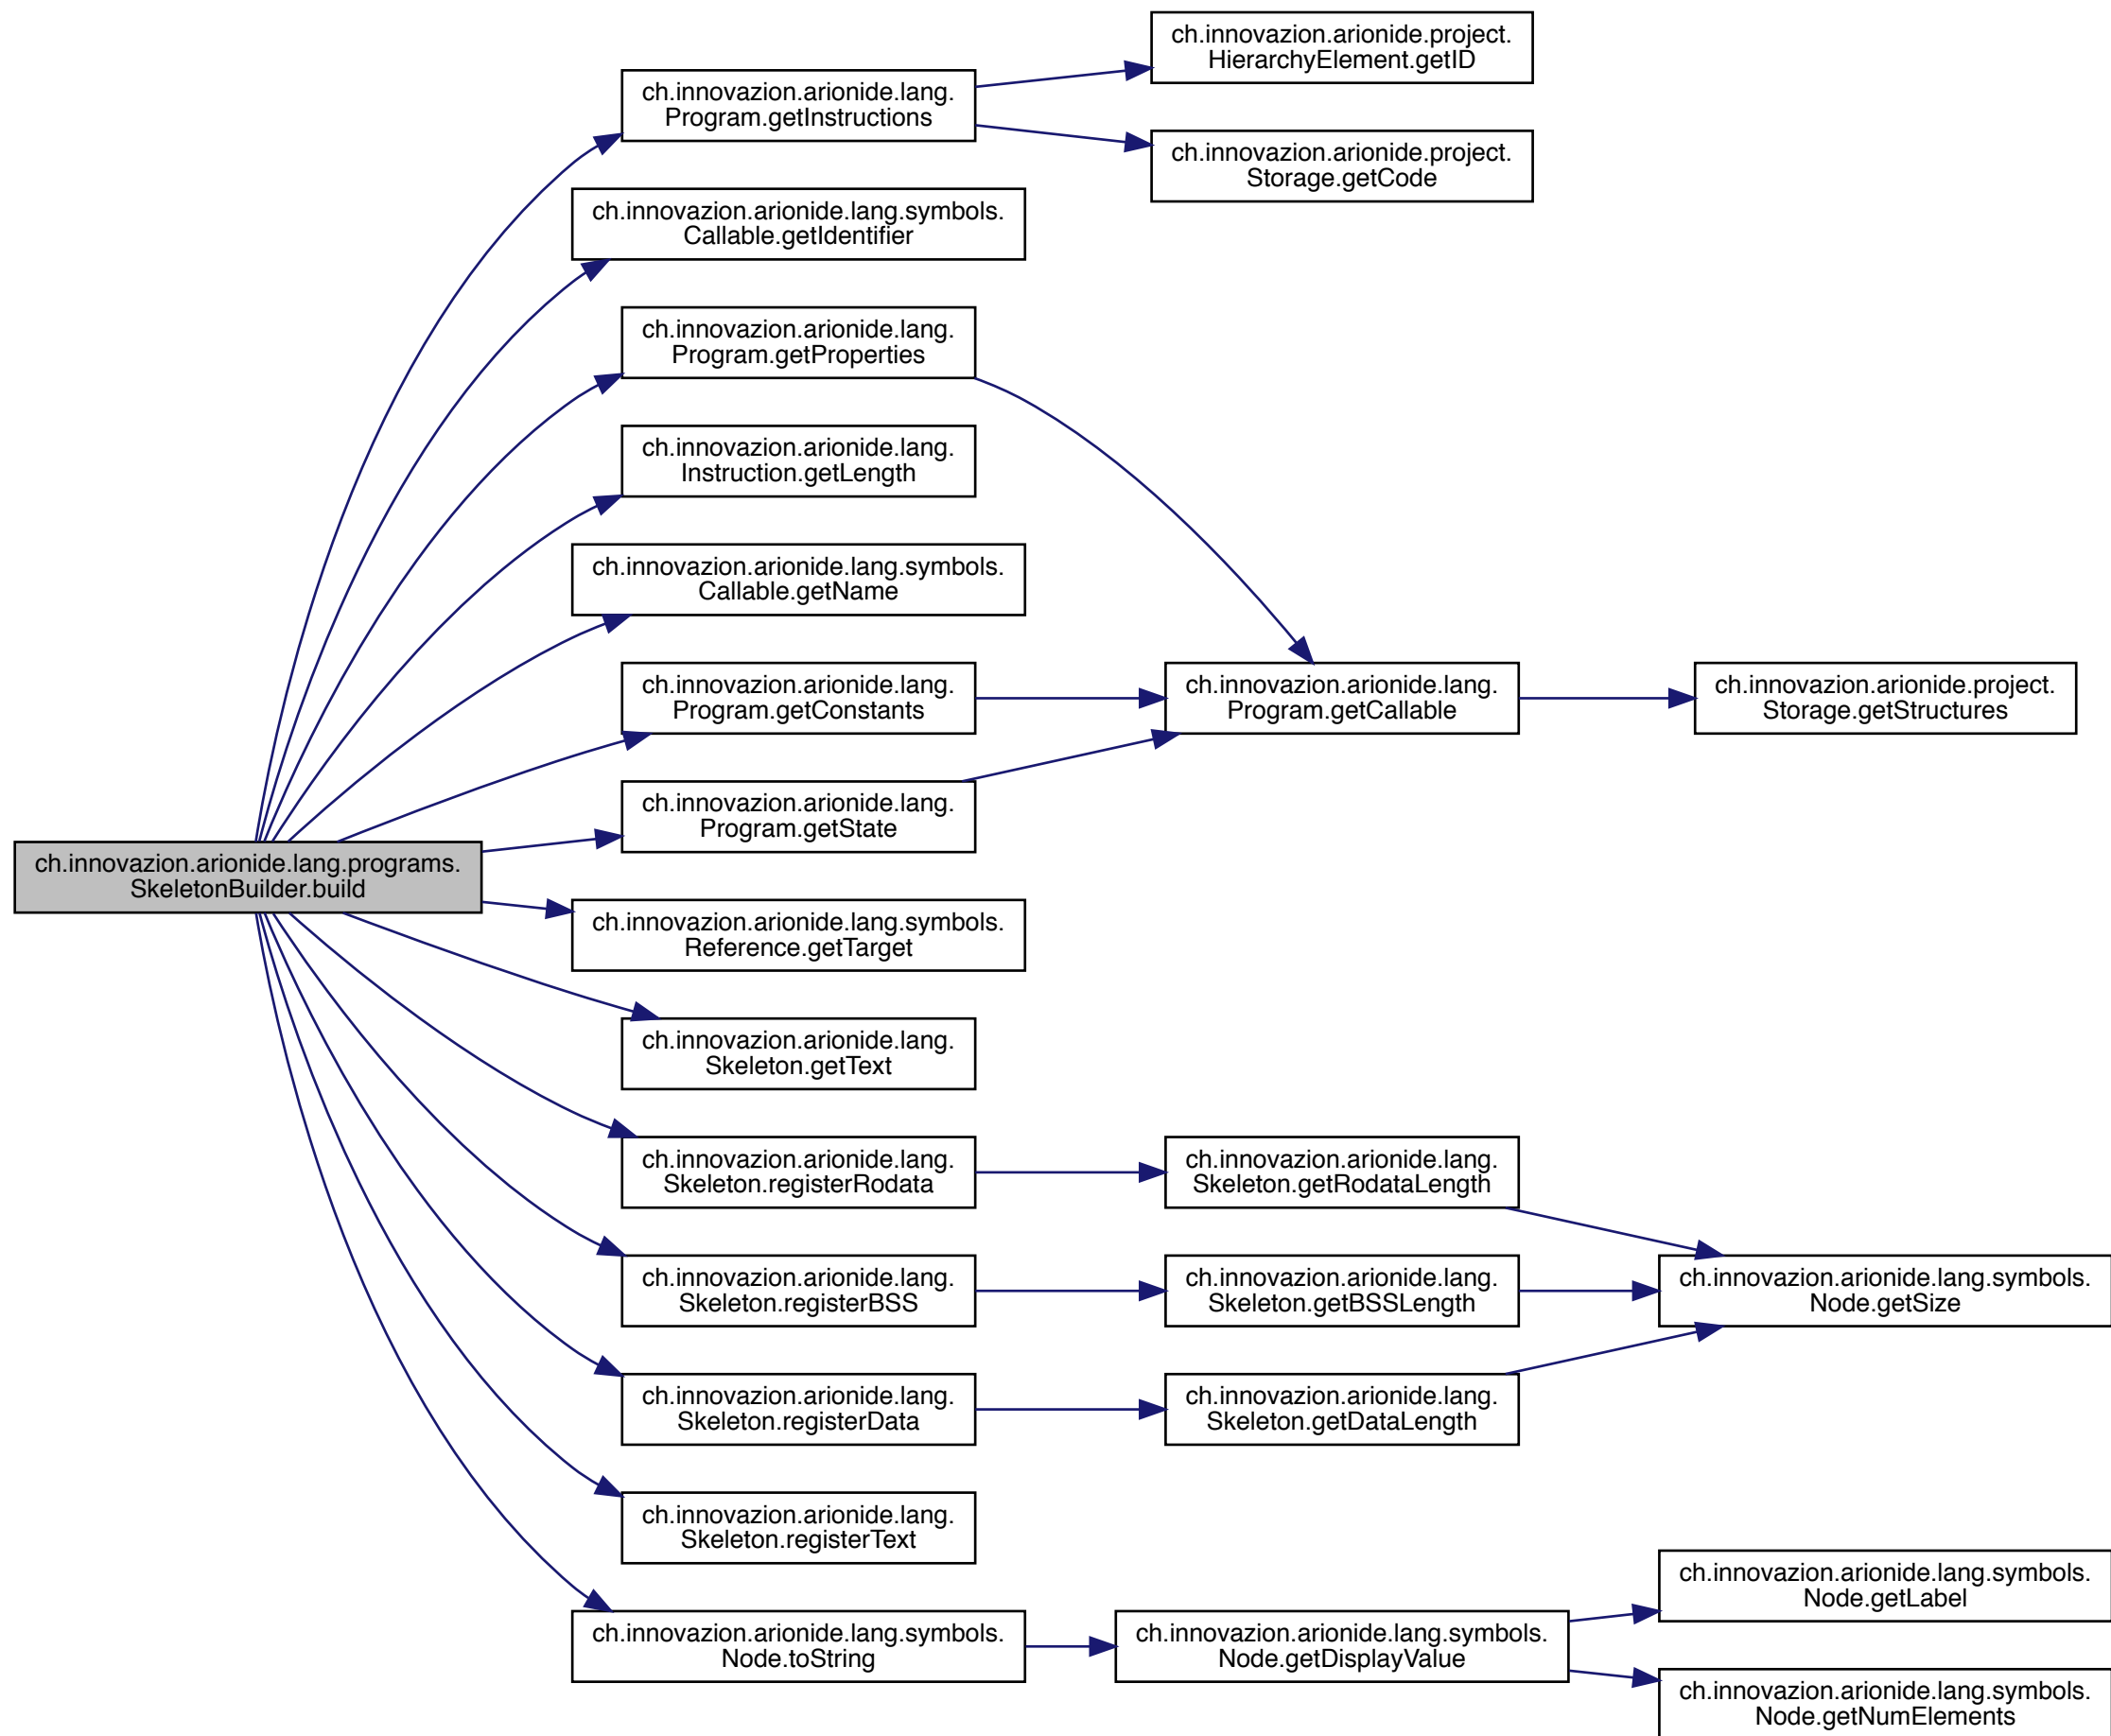 ch.innovazion.arionide.project.
HierarchyElement.getID
ch.innovazion.arionide.lang.
Program.getInstructions
ch.innovazion.arionide.project.
Storage.getCode
ch.innovazion.arionide.lang.symbols.
Callable.getIdentifier
ch.innovazion.arionide.lang.
Program.getProperties
ch.innovazion.arionide.lang.
Instruction.getLength
ch.innovazion.arionide.lang.symbols.
Callable.getName
ch.innovazion.arionide.lang.
Program.getConstants
ch.innovazion.arionide.lang.
Program.getCallable
ch.innovazion.arionide.project.
Storage.getStructures
ch.innovazion.arionide.lang.
Program.getState
ch.innovazion.arionide.lang.programs.
SkeletonBuilder.build
ch.innovazion.arionide.lang.symbols.
Reference.getTarget
ch.innovazion.arionide.lang.
Skeleton.getText
ch.innovazion.arionide.lang.
Skeleton.registerRodata
ch.innovazion.arionide.lang.
Skeleton.getRodataLength
ch.innovazion.arionide.lang.
Skeleton.registerBSS
ch.innovazion.arionide.lang.
Skeleton.getBSSLength
ch.innovazion.arionide.lang.symbols.
Node.getSize
ch.innovazion.arionide.lang.
Skeleton.registerData
ch.innovazion.arionide.lang.
Skeleton.getDataLength
ch.innovazion.arionide.lang.
Skeleton.registerText
ch.innovazion.arionide.lang.symbols.
Node.getLabel
ch.innovazion.arionide.lang.symbols.
Node.toString
ch.innovazion.arionide.lang.symbols.
Node.getDisplayValue
ch.innovazion.arionide.lang.symbols.
Node.getNumElements